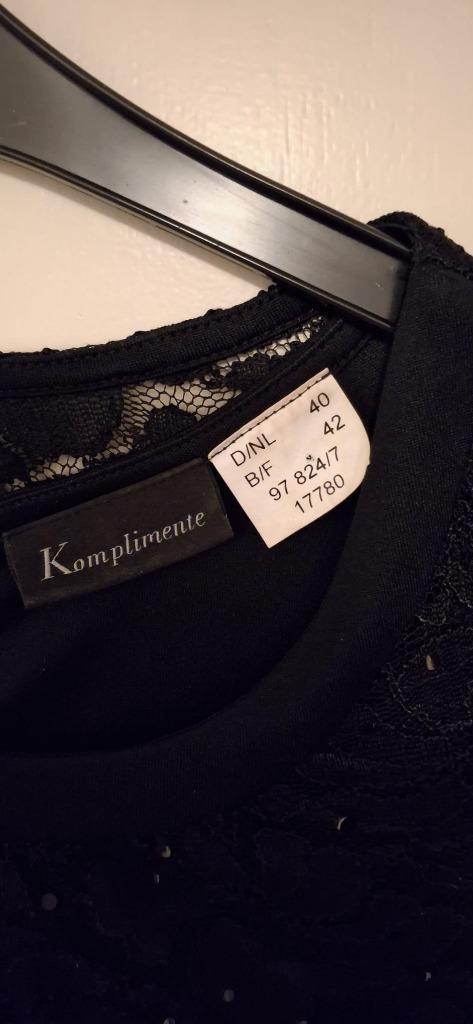 Komplimente
D/NL 40
B/F 42
97 824/7
17780